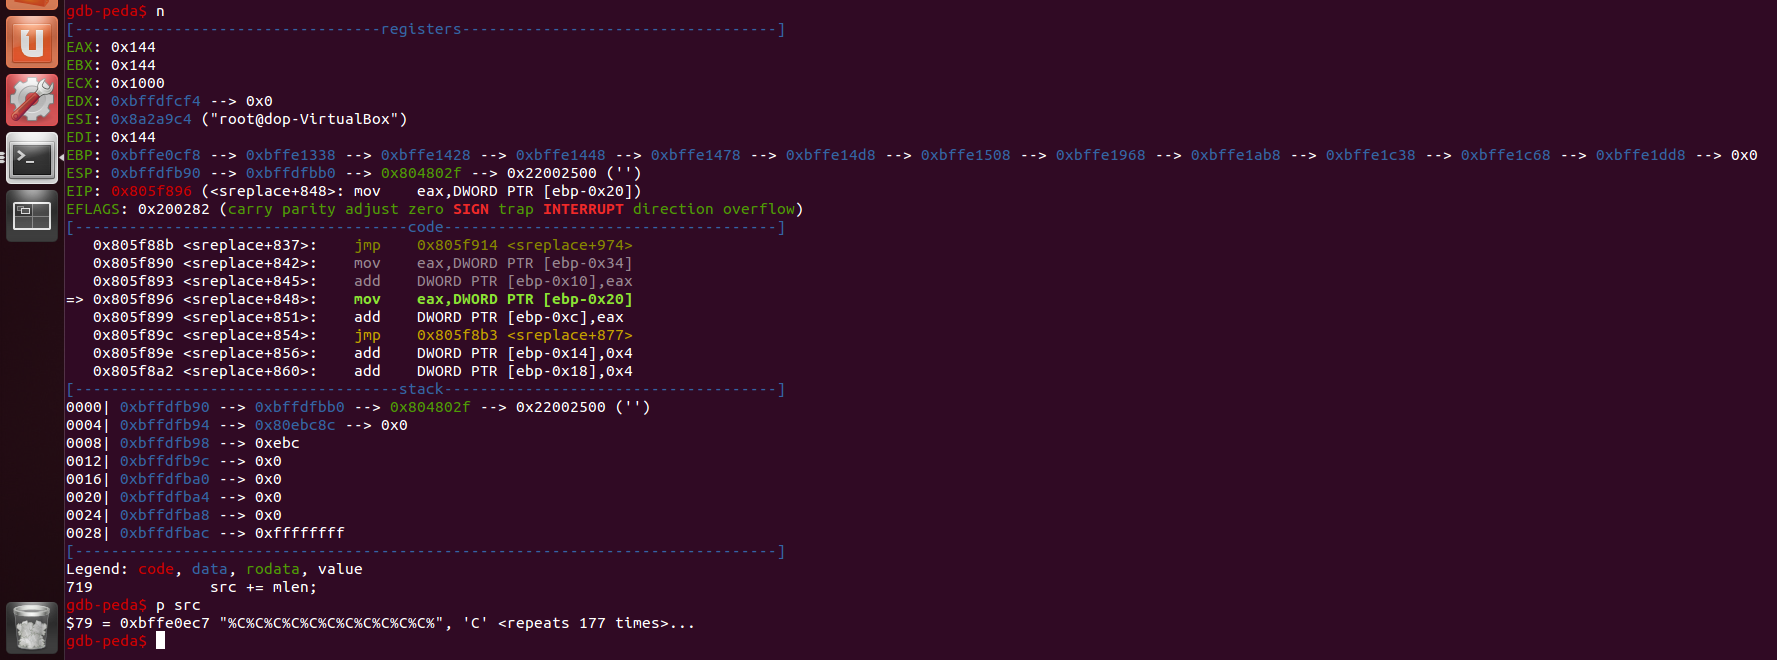 gdb-peda$ n
[----------------------------------registers-----------------------------------]
EAX: 0x144
EBX: 0x144
ECX: 0x1000
EDX: 0xbffdfcf4 --> 0x0
ESI: 0x8a2a9c4 ("root@dop-VirtualBox")
EDI: 0x144
EBP: 0xbffe0cf8 --> 0xbffe1338 --> 0xbffe1428 --> 0xbffe1448 --> 0xbffe1478 --> 0xbffe14d8 --> 0xbffe1508 --> 0xbffe1968 --> 0xbffe1ab8 --> 0xbffe1c38 --> 0xbffe1c68 --> 0xbffe1dd8 --> 0x0
ESP: 0xbffdfb90 --> 0xbffdfbb0 --> 0x804802f --> 0x22002500 ('')
EIP: 0x805f896 (<sreplace+848>: mov    eax,DWORD PTR [ebp-0x20])
EFLAGS: 0x200282 (carry parity adjust zero SIGN trap INTERRUPT direction overflow)
[-------------------------------------code-------------------------------------]
   0x805f88b <sreplace+837>:    jmp    0x805f914 <sreplace+974>
   0x805f890 <sreplace+842>:    mov    eax,DWORD PTR [ebp-0x34]
   0x805f893 <sreplace+845>:    add    DWORD PTR [ebp-0x10],eax
=> 0x805f896 <sreplace+848>:    mov    eax,DWORD PTR [ebp-0x20]
   0x805f899 <sreplace+851>:    add    DWORD PTR [ebp-0xc],eax
   0x805f89c <sreplace+854>:    jmp    0x805f8b3 <sreplace+877>
   0x805f89e <sreplace+856>:    add    DWORD PTR [ebp-0x14],0x4
   0x805f8a2 <sreplace+860>:    add    DWORD PTR [ebp-0x18],0x4
[------------------------------------stack-------------------------------------]
0000| 0xbffdfb90 --> 0xbffdfbb0 --> 0x804802f --> 0x22002500 ('')
0004| 0xbffdfb94 --> 0x80ebc8c --> 0x0
0008| 0xbffdfb98 --> 0xebc
0012| 0xbffdfb9c --> 0x0
0016| 0xbffdfba0 --> 0x0
0020| 0xbffdfba4 --> 0x0
0024| 0xbffdfba8 --> 0x0
0028| 0xbffdfbac --> 0xffffffff
[------------------------------------------------------------------------------]
Legend: code, data, rodata, value
719             src += mlen;
gdb-peda$ p src
$79 = 0xbffe0ec7 "%C%C%C%C%C%C%C%C%C%C%C%", 'C' <repeats 177 times>...
gdb-peda$